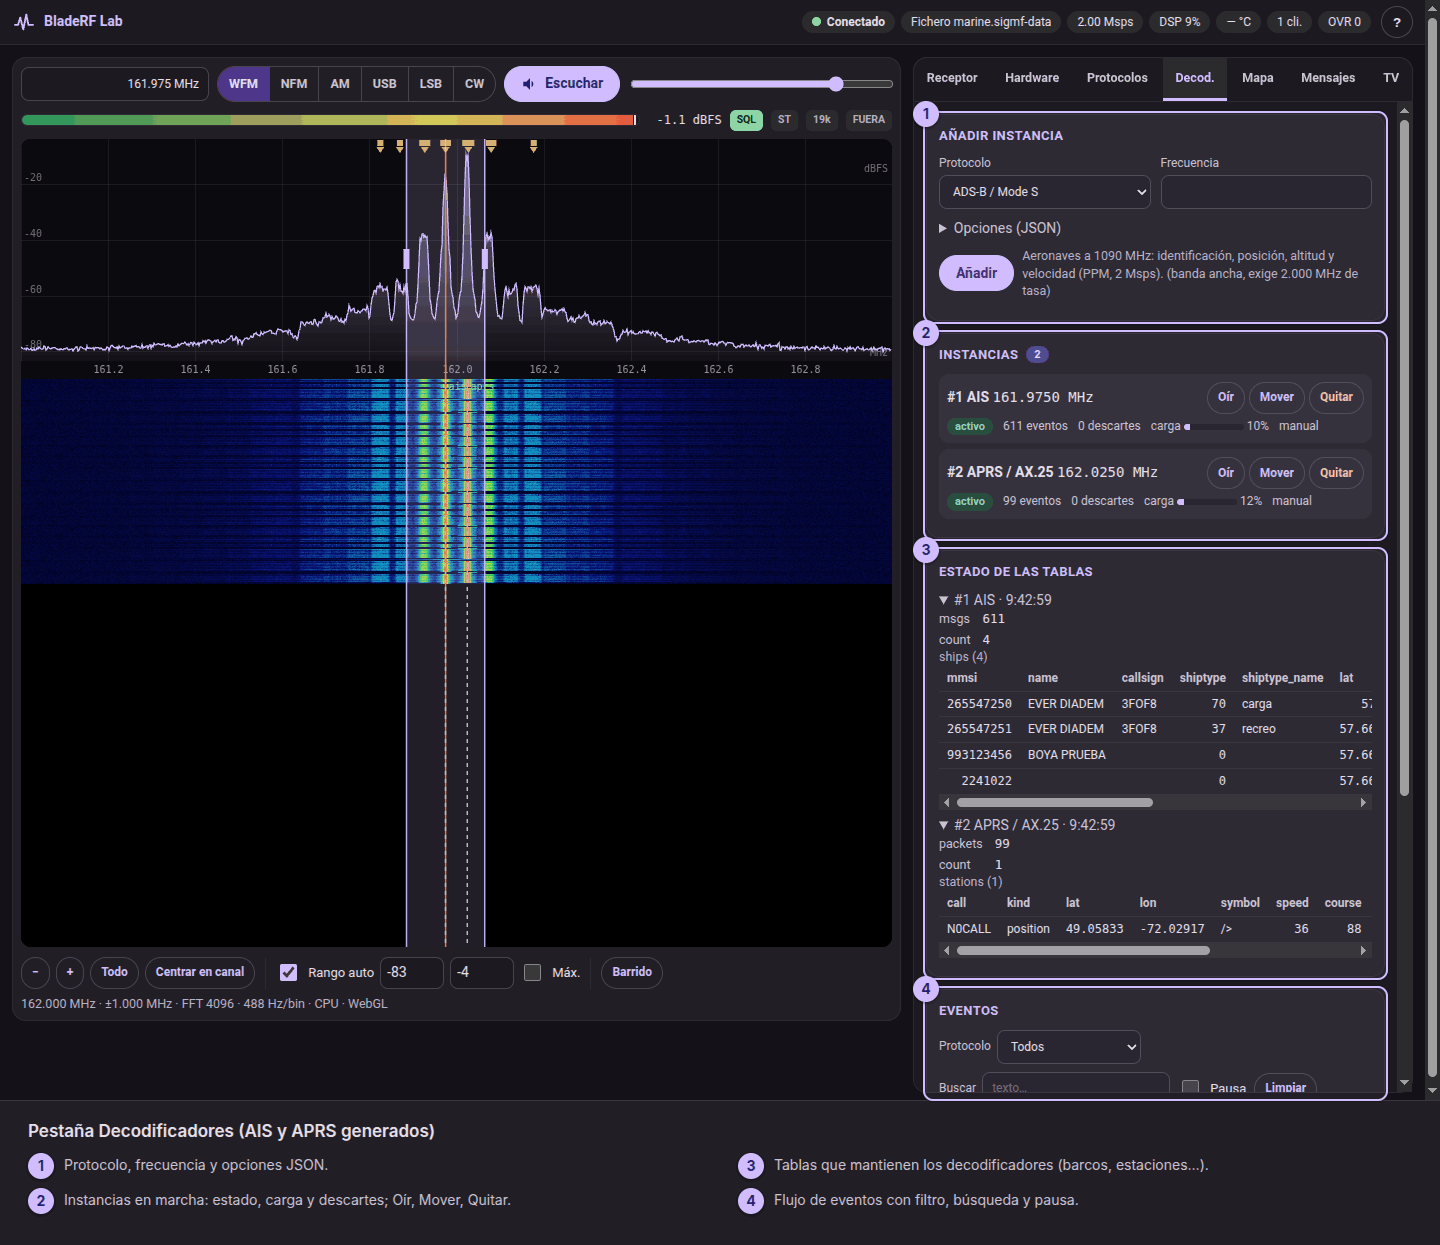 BladeRF Lab
Conectado
Fichero marine.sigmf-data
2.00 Msps
DSP 9%
— °C
1 cli.
OVR 0
?
161.975 MHz
WFM
NFM
AM
USB
LSB
CW
Escuchar
-1.1 dBFS
SQL
ST
19k
FUERA
dBFS
-20
-40
-60
-80
MHz
161.2
161.4
161.6
161.8
162.0
162.2
162.4
162.6
162.8
−
+
Todo
Centrar en canal
Rango auto
-83
-4
Máx.
Barrido
162.000 MHz · ±1.000 MHz · FFT 4096 · 488 Hz/bin · CPU · WebGL
Receptor
Hardware
Protocolos
Decod.
Mapa
Mensajes
TV
1
AÑADIR INSTANCIA
Protocolo
Frecuencia
ADS-B / Mode S
Opciones (JSON)
Añadir
Aeronaves a 1090 MHz: identificación, posición, altitud y
velocidad (PPM, 2 Msps). (banda ancha, exige 2.000 MHz de
tasa)
2
INSTANCIAS 2
#1 AIS 161.9750 MHz
Oír
Mover
Quitar
activo 611 eventos 0 descartes carga 10% manual
#2 APRS / AX.25 162.0250 MHz
Oír
Mover
Quitar
activo 99 eventos 0 descartes carga 12% manual
3
ESTADO DE LAS TABLAS
#1 AIS · 9:42:59
msgs 611
count 4
ships (4)
mmsi name callsign shiptype shiptype_name lat
265547250 EVER DIADEM 3FOF8 70 carga 57
265547251 EVER DIADEM 3FOF8 37 recreo 57.66
993123456 BOYA PRUEBA 0 57.66
2241022 0 57.66
#2 APRS / AX.25 · 9:42:59
packets 99
count 1
stations (1)
call kind lat lon symbol speed course
N0CALL position 49.05833 -72.02917 /> 36 88
4
EVENTOS
Protocolo Todos
Buscar texto... Pausa Limpiar
Pestaña Decodificadores (AIS y APRS generados)
1 Protocolo, frecuencia y opciones JSON.
2 Instancias en marcha: estado, carga y descartes; Oír, Mover, Quitar.
3 Tablas que mantienen los decodificadores (barcos, estaciones...).
4 Flujo de eventos con filtro, búsqueda y pausa.